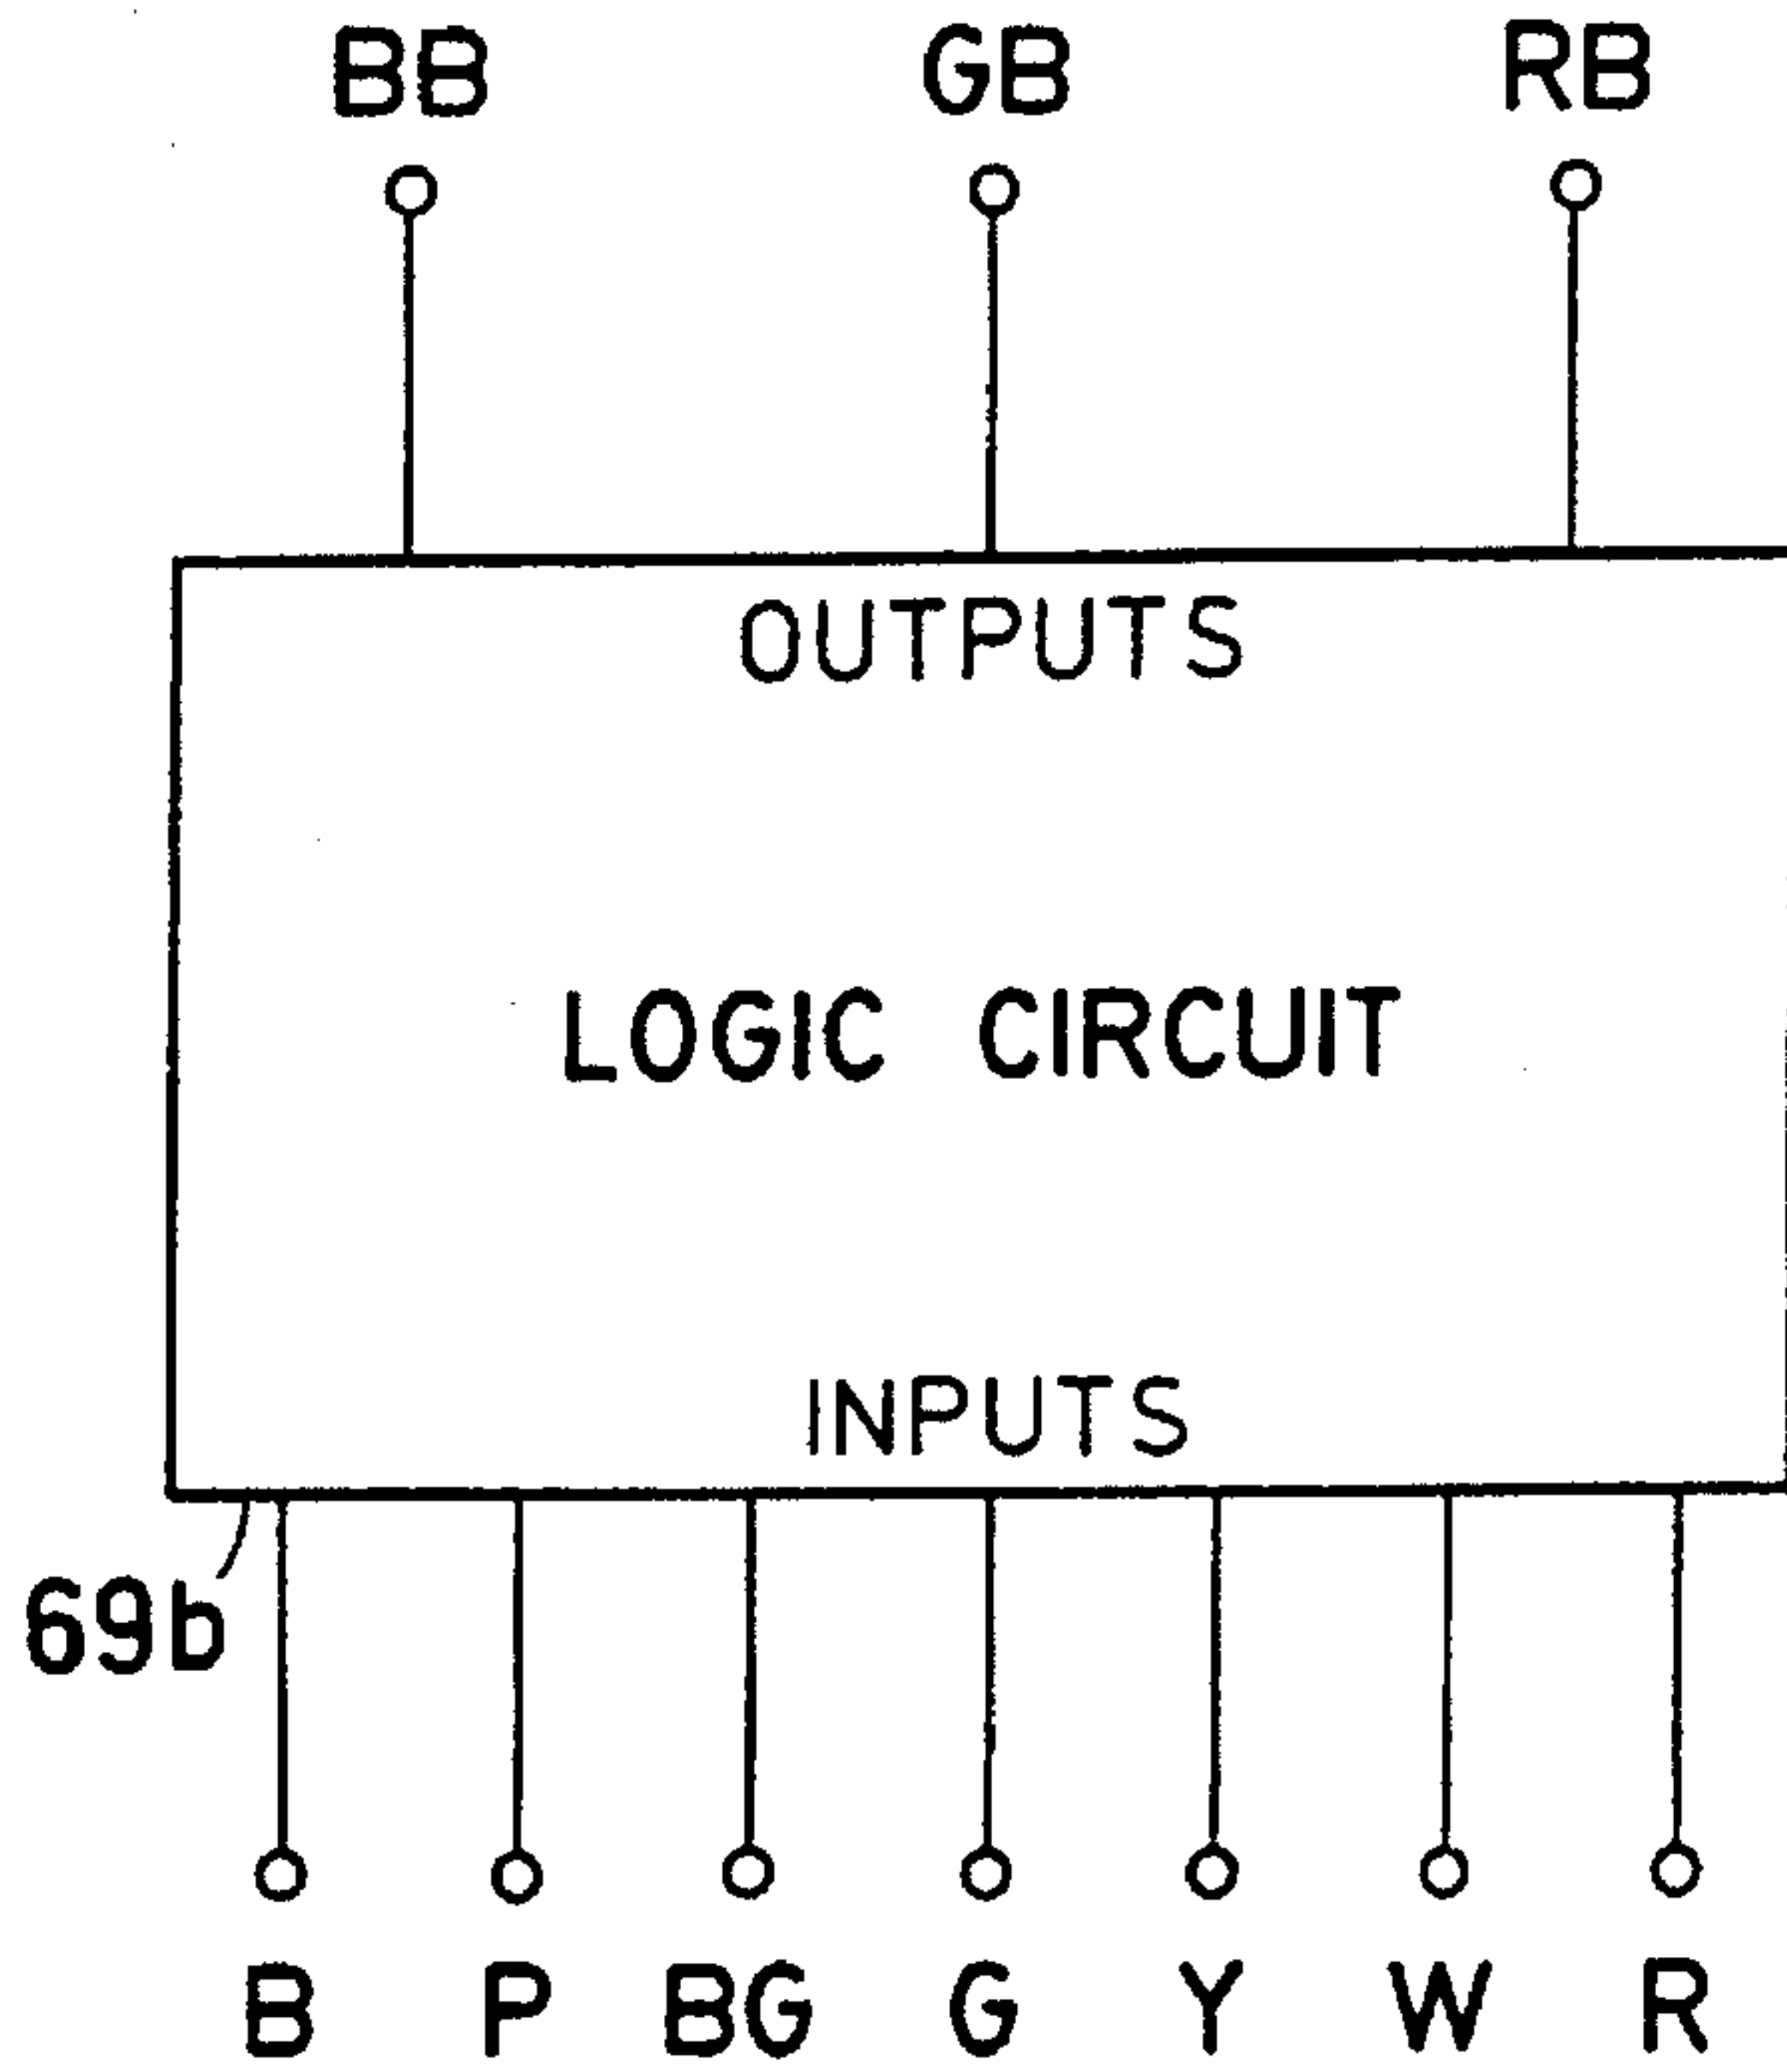 BB GB RB
OUTPUTS
LOGIC CIRCUIT
INPUTS
69b
B P BG G Y W R